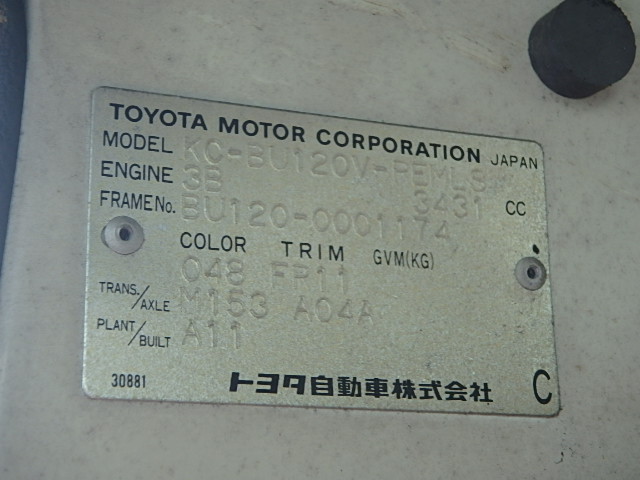 TOYOTA MOTOR CORPORATION JAPAN
MODEL KC-BU120V-PEMLS
ENGINE 3B 3431 CC
FRAME No. BU120-0001174
COLOR TRIM GVM(KG)
048 FP11
TRANS./AXLE M153 A04A
PLANT/BUILT A11
30881 トヨタ自動車株式会社 C